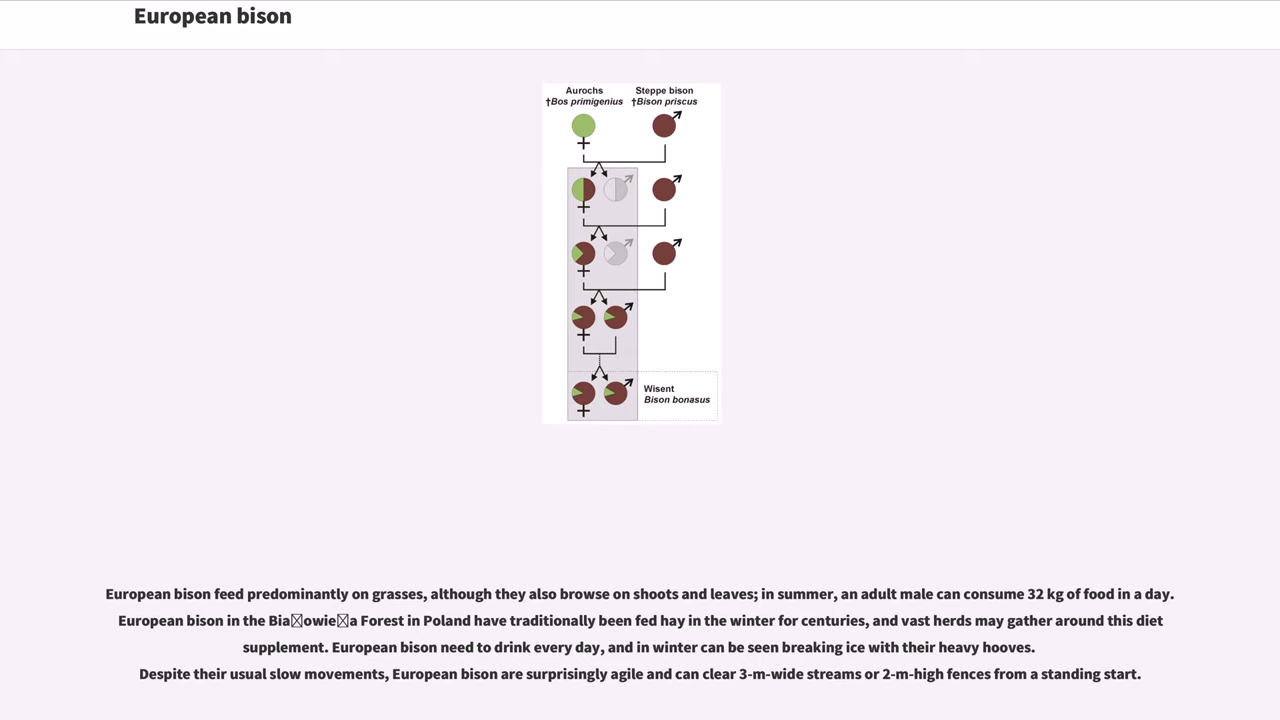 European bison
Aurochs
†Bos primigenius
Steppe bison
†Bison priscus
Wisent
Bison bonasus
European bison feed predominantly on grasses, although they also browse on shoots and leaves; in summer, an adult male can consume 32 kg of food in a day.
European bison in the Bia□owie□a Forest in Poland have traditionally been fed hay in the winter for centuries, and vast herds may gather around this diet
supplement. European bison need to drink every day, and in winter can be seen breaking ice with their heavy hooves.
Despite their usual slow movements, European bison are surprisingly agile and can clear 3-m-wide streams or 2-m-high fences from a standing start.